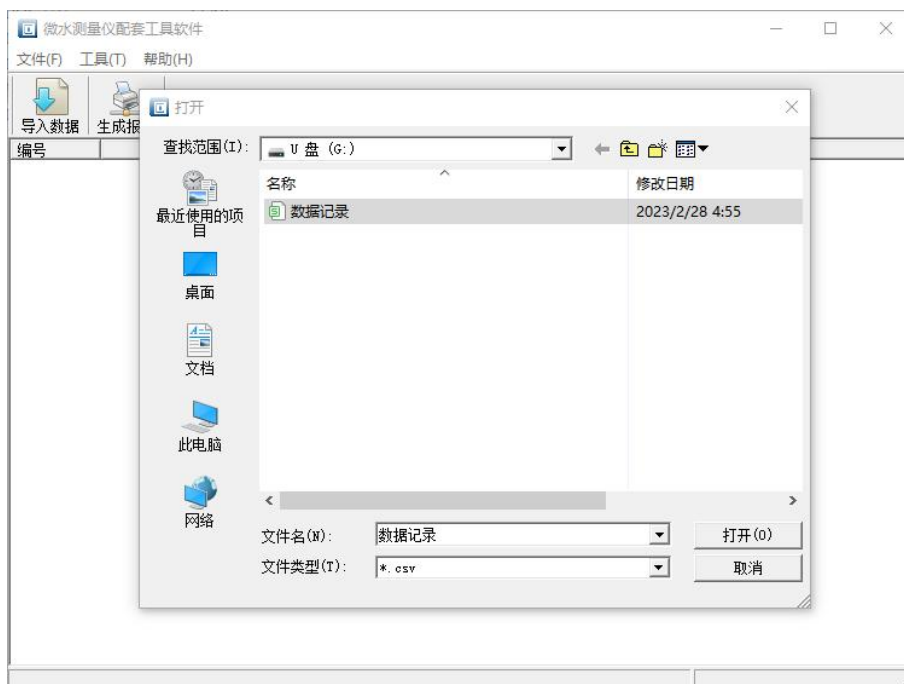 微水测量仪配套工具软件
文件(F) 工具(T) 帮助(H)
导入数据 生成报
打开
编号
查找范围(I): U 盘 (G:)
名称 修改日期
数据记录 2023/2/28 4:55
最近使用的项
目
桌面
文档
此电脑
网络
文件名(N): 数据记录 打开(O)
文件类型(T): *.csv 取消